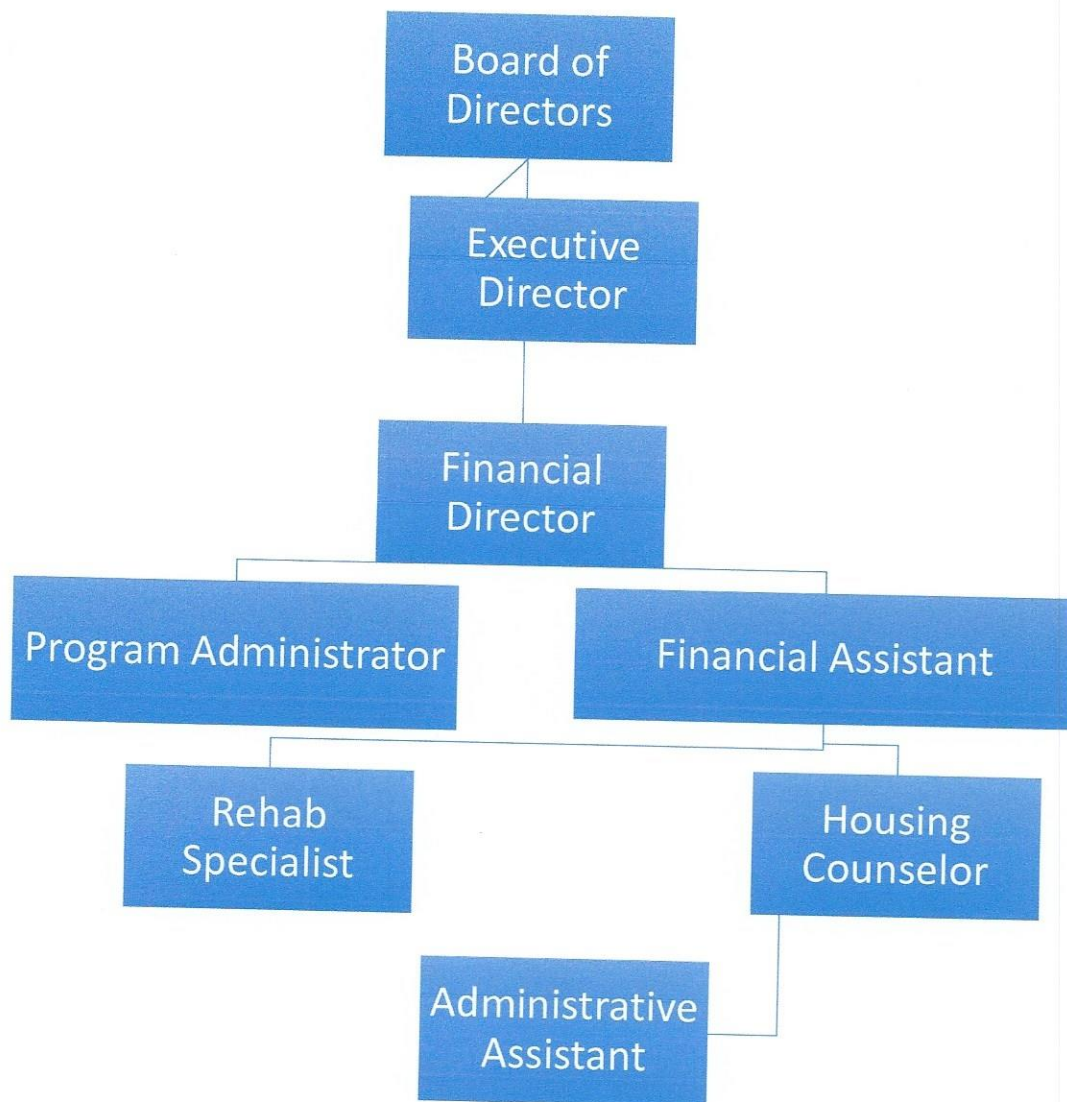 Board of
Directors
Executive
Director
Financial
Director
Program Administrator
Financial Assistant
Rehab
Specialist
Housing
Counselor
Administrative
Assistant